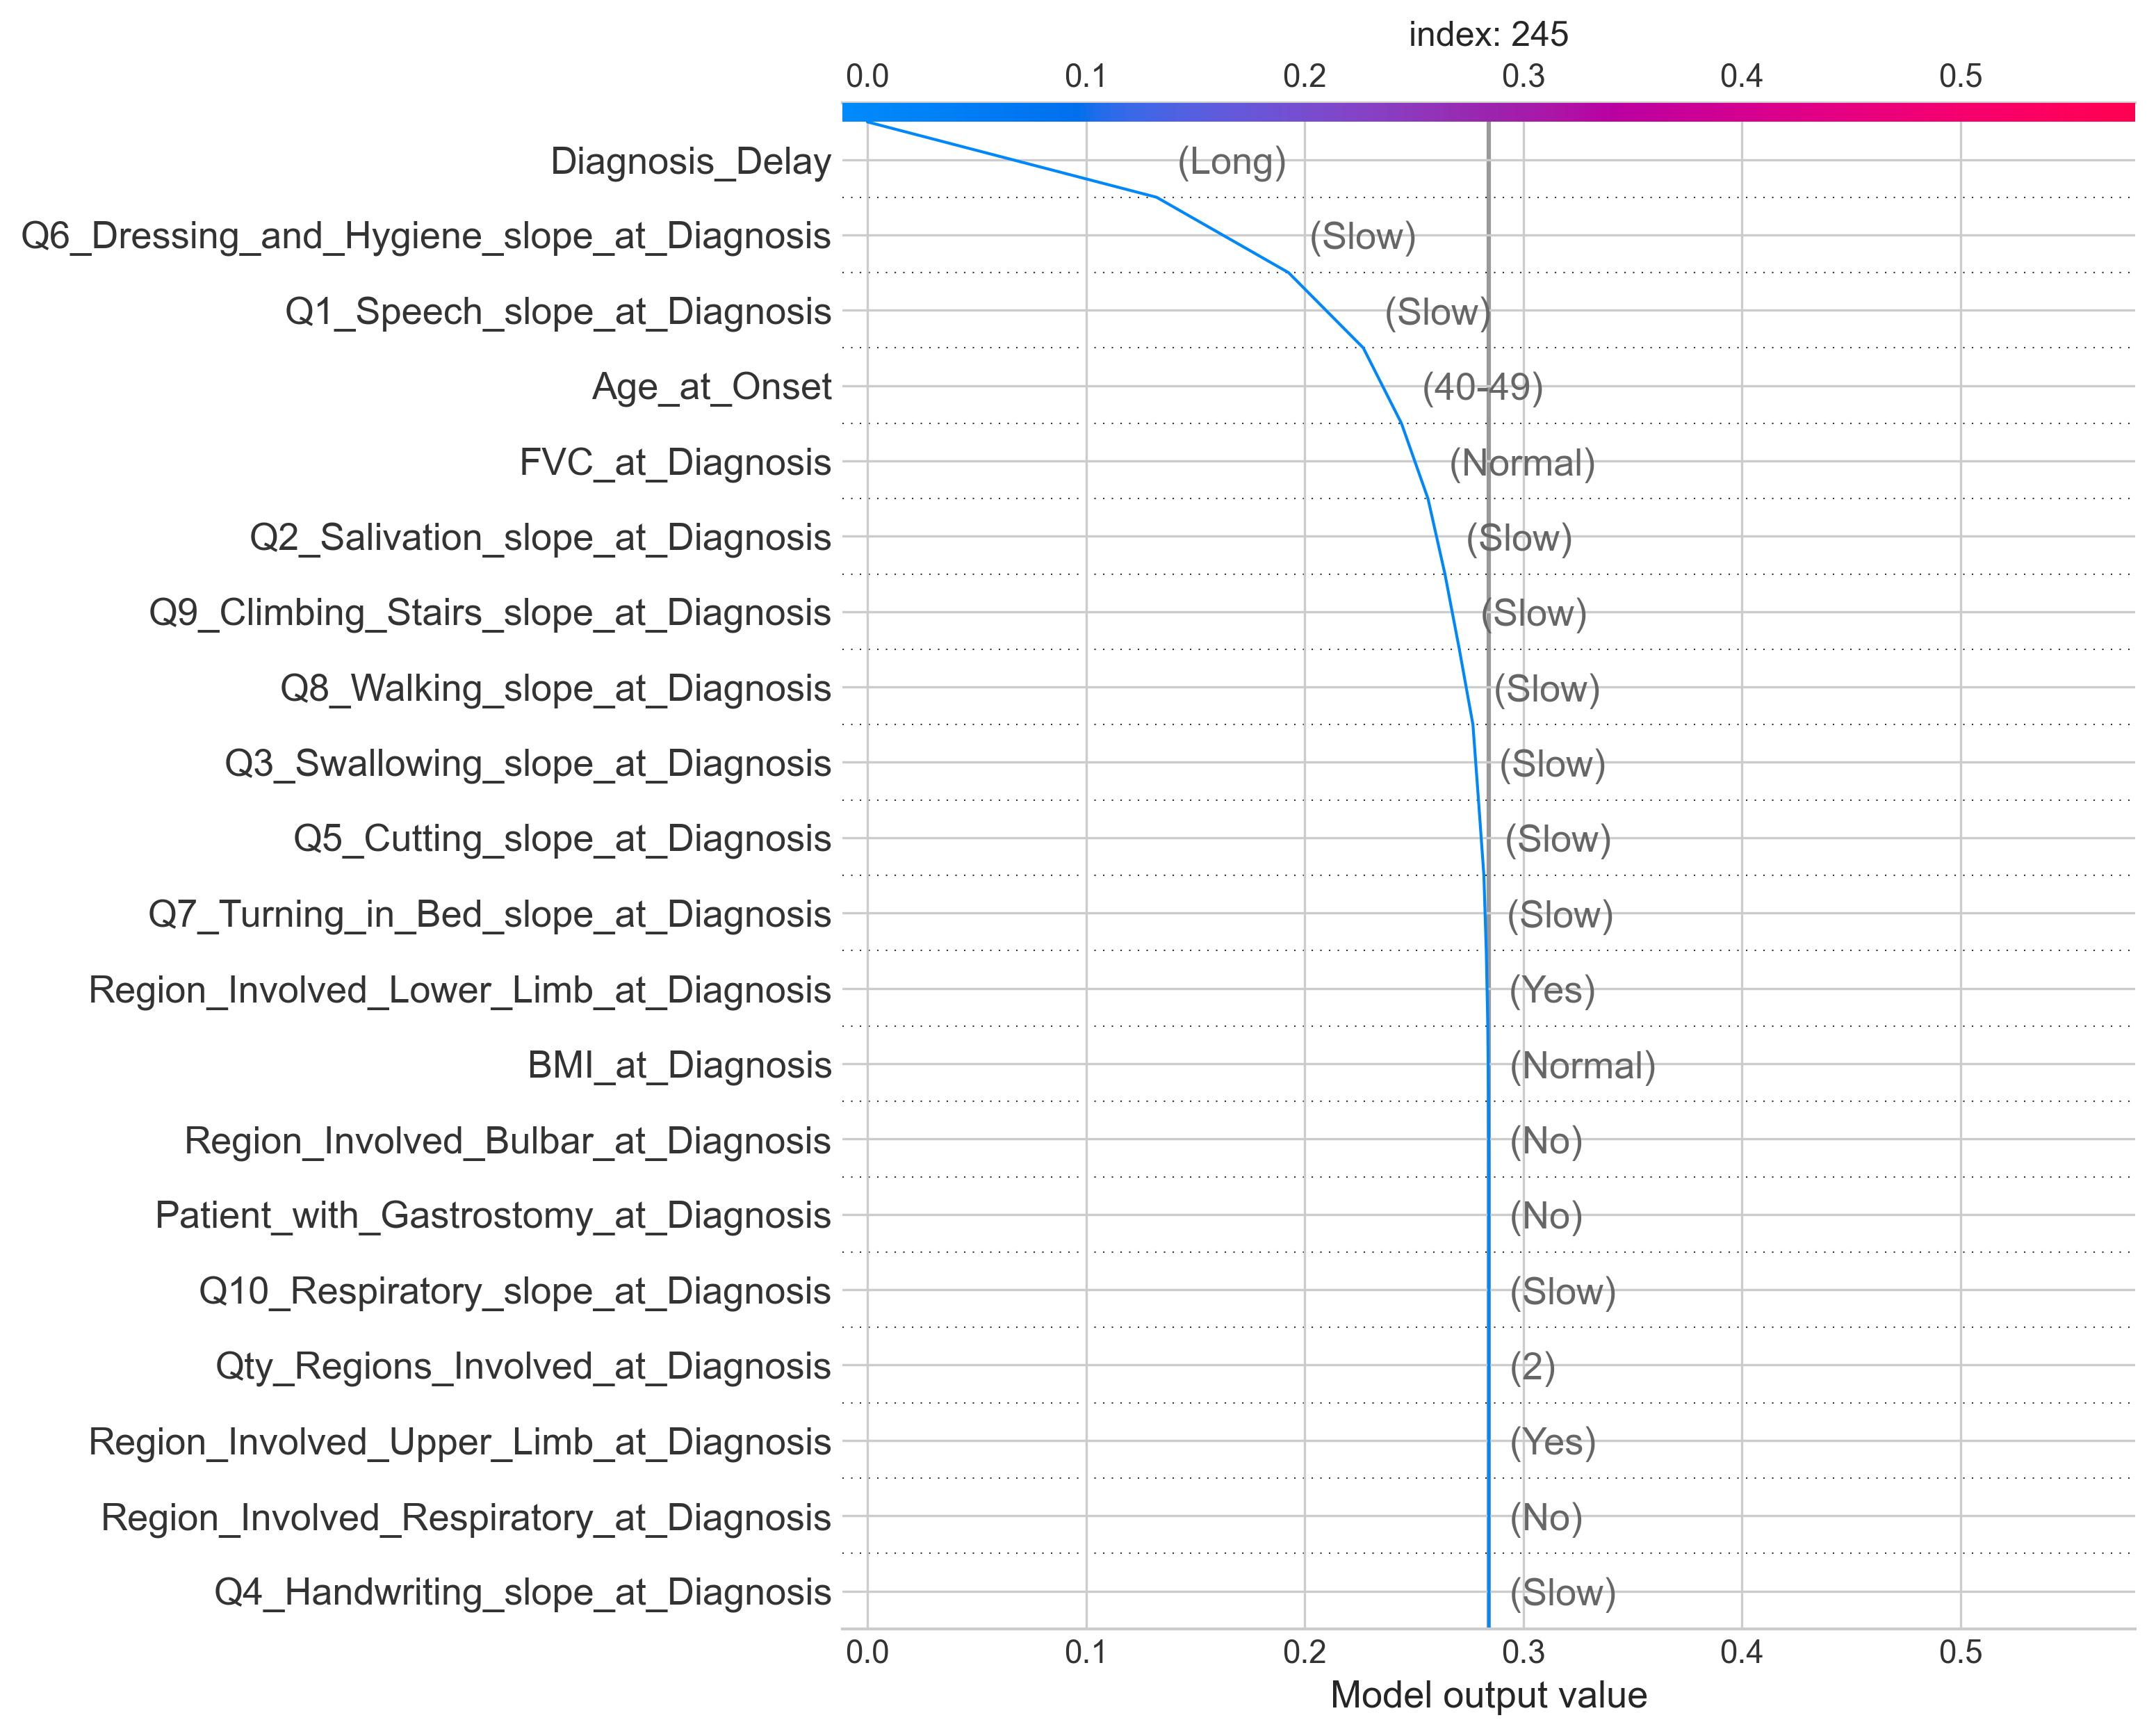 index: 245
0.0 0.1 0.2 0.3 0.4 0.5
Diagnosis_Delay (Long)
Q6_Dressing_and_Hygiene_slope_at_Diagnosis (Slow)
Q1_Speech_slope_at_Diagnosis (Slow)
Age_at_Onset (40-49)
FVC_at_Diagnosis (Normal)
Q2_Salivation_slope_at_Diagnosis (Slow)
Q9_Climbing_Stairs_slope_at_Diagnosis (Slow)
Q8_Walking_slope_at_Diagnosis (Slow)
Q3_Swallowing_slope_at_Diagnosis (Slow)
Q5_Cutting_slope_at_Diagnosis (Slow)
Q7_Turning_in_Bed_slope_at_Diagnosis (Slow)
Region_Involved_Lower_Limb_at_Diagnosis (Yes)
BMI_at_Diagnosis (Normal)
Region_Involved_Bulbar_at_Diagnosis (No)
Patient_with_Gastrostomy_at_Diagnosis (No)
Q10_Respiratory_slope_at_Diagnosis (Slow)
Qty_Regions_Involved_at_Diagnosis (2)
Region_Involved_Upper_Limb_at_Diagnosis (Yes)
Region_Involved_Respiratory_at_Diagnosis (No)
Q4_Handwriting_slope_at_Diagnosis (Slow)
0.0 0.1 0.2 0.3 0.4 0.5
Model output value